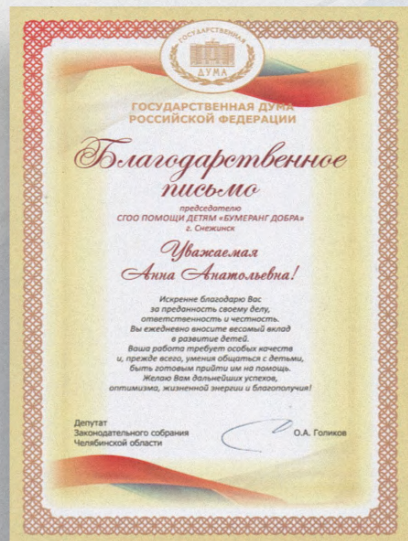 ГОСУДАРСТВЕННАЯ
ДУМА
ГОСУДАРСТВЕННАЯ ДУМА
РОССИЙСКОЙ ФЕДЕРАЦИИ
Благодарственное
письмо
председателю
СГОО ПОМОЩИ ДЕТЯМ «БУМЕРАНГ ДОБРА»
г. Снежинск
Уважаемая
Анна Анатольевна!
Искренне благодарю Вас
за преданность своему делу,
ответственность и честность.
Вы ежедневно вносите весомый вклад
в развитие детей.
Ваша работа требует особых качеств
и, прежде всего, умения общаться с детьми,
быть готовым прийти им на помощь.
Желаю Вам дальнейших успехов,
оптимизма, жизненной энергии и благополучия!
Депутат
Законодательного собрания
Челябинской области
О.А. Голиков